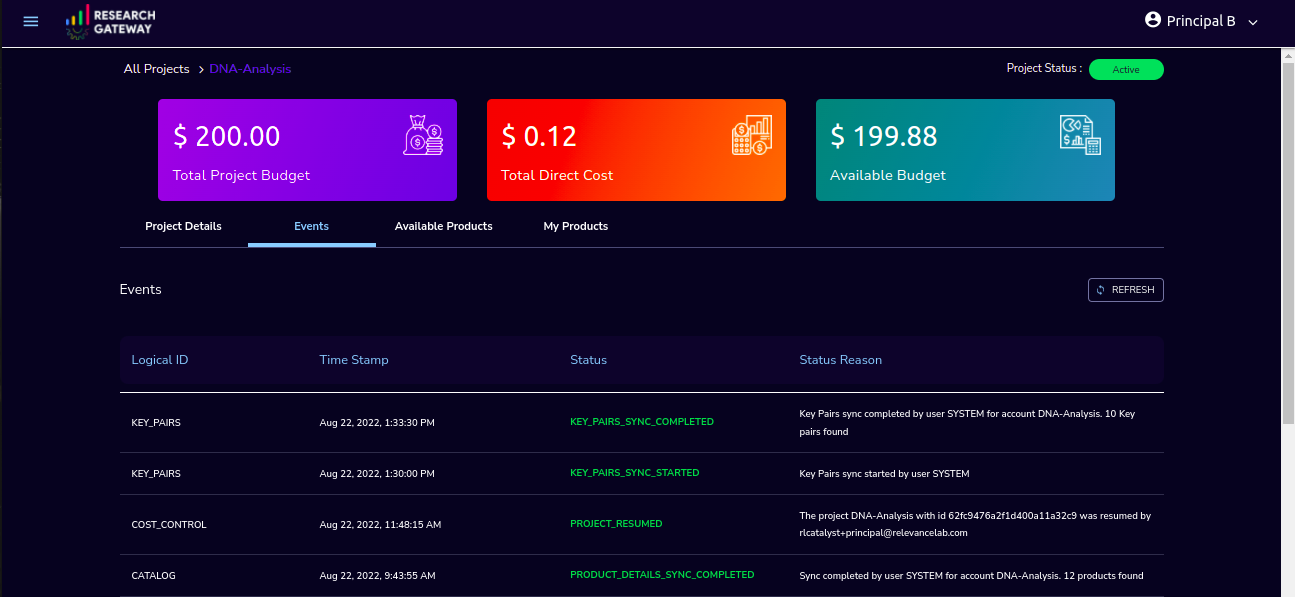 RESEARCH
GATEWAY
Principal B
All Projects > DNA-Analysis
Project Status :
Active
$ 200.00
Total Project Budget
$ 0.12
Total Direct Cost
$ 199.88
Available Budget
Project Details
Events
Available Products
My Products
Events
REFRESH
Logical ID
Time Stamp
Status
Status Reason
KEY_PAIRS
Aug 22, 2022, 1:33:30 PM
KEY_PAIRS_SYNC_COMPLETED
Key Pairs sync completed by user SYSTEM for account DNA-Analysis. 10 Key
pairs found
KEY_PAIRS
Aug 22, 2022, 1:30:00 PM
KEY_PAIRS_SYNC_STARTED
Key Pairs sync started by user SYSTEM
COST_CONTROL
Aug 22, 2022, 11:48:15 AM
PROJECT_RESUMED
The project DNA-Analysis with id 62fc9476a2f1d400a11a32c9 was resumed by
rlcatalyst+principal@relevancelab.com
CATALOG
Aug 22, 2022, 9:43:55 AM
PRODUCT_DETAILS_SYNC_COMPLETED
Sync completed by user SYSTEM for account DNA-Analysis. 12 products found